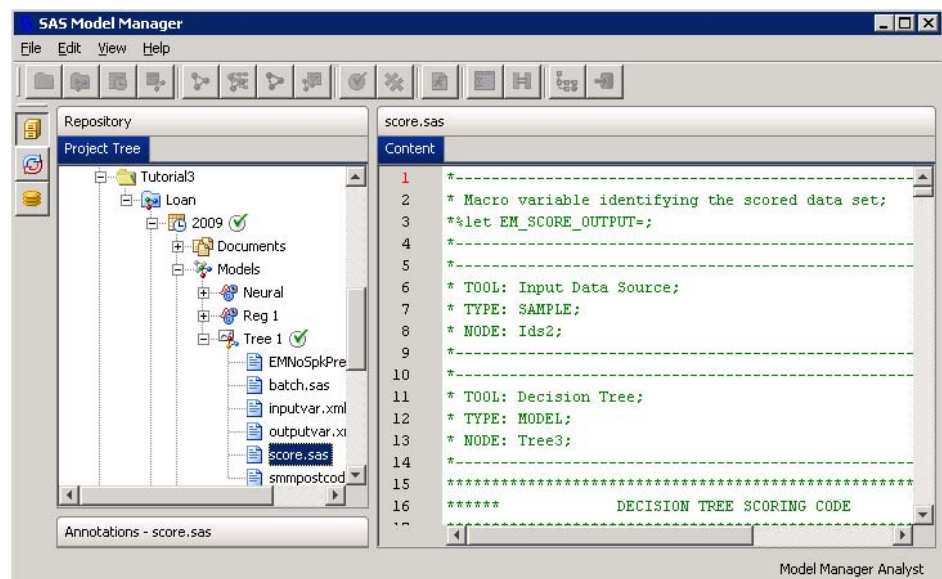 SAS Model Manager
File Edit View Help
Repository
Project Tree
Tutorial3
Loan
2009
Documents
Models
Neural
Reg 1
Tree 1
EMNoSpkPre
batch.sas
inputvar.xml
outputvar.x
score.sas
smmpostcod
Annotations - score.sas
score.sas
Content
1 *---------------------------------------------------
2 * Macro variable identifying the scored data set;
3 *%let EM_SCORE_OUTPUT=;
4 *---------------------------------------------------
5 *---------------------------------------------------
6 * TOOL: Input Data Source;
7 * TYPE: SAMPLE;
8 * NODE: Ids2;
9 *---------------------------------------------------
10 *---------------------------------------------------
11 * TOOL: Decision Tree;
12 * TYPE: MODEL;
13 * NODE: Tree3;
14 *---------------------------------------------------
15 ****************************************************
16 ****** DECISION TREE SCORING CODE
Model Manager Analyst